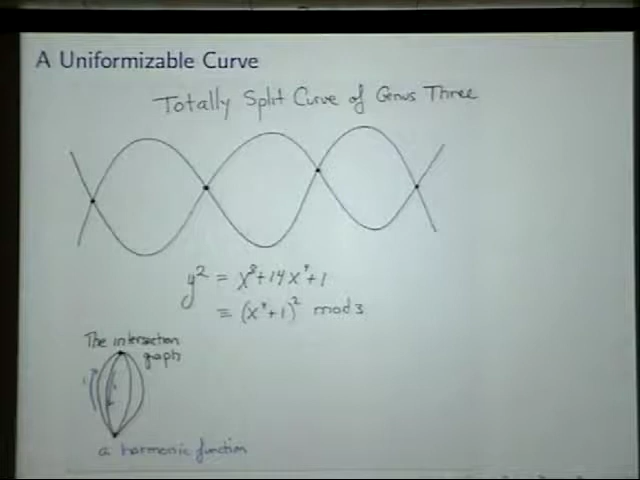 A Uniformizable Curve
Totally Split Curve of Genus Three
y² = x⁸+14x⁴+1
≡ (x⁴+1)² mod 3
The intersection
graph
a harmonic function